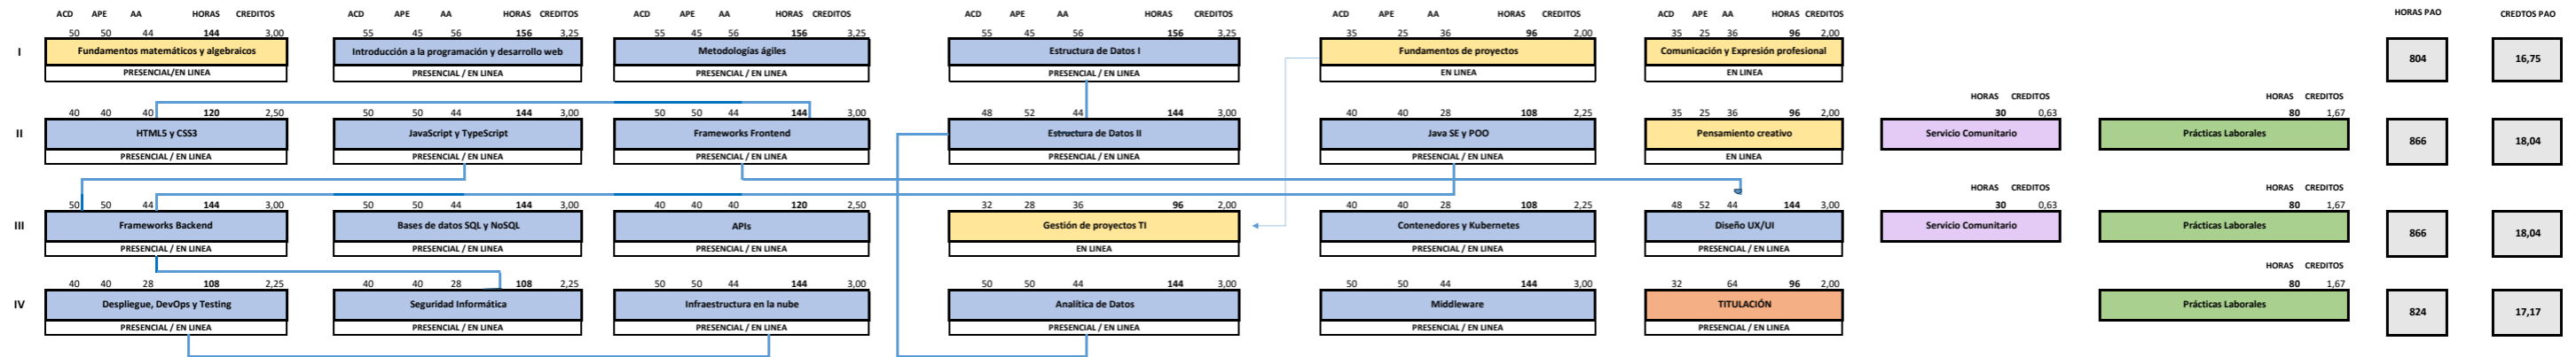 ACD APE AA HORAS CREDITOS ACD APE AA HORAS CREDITOS ACD APE AA HORAS CREDITOS ACD APE AA HORAS CREDITOS ACD APE AA HORAS CREDITOS ACD APE AA HORAS CREDITOS HORAS PAO CREDTOS PAO
50 50 44 144 3,00 55 45 56 156 3,25 55 45 56 156 3,25 55 45 56 156 3,25 35 25 36 96 2,00 35 25 36 96 2,00
I Fundamentos matemáticos y algebraicos Introducción a la programación y desarrollo web Metodologías ágiles Estructura de Datos I Fundamentos de proyectos Comunicación y Expresión profesional 804 16,75
PRESENCIAL/EN LINEA PRESENCIAL / EN LINEA PRESENCIAL / EN LINEA PRESENCIAL / EN LINEA EN LINEA EN LINEA
HORAS CREDITOS HORAS CREDITOS
40 40 40 120 2,50 50 50 44 144 3,00 50 50 44 144 3,00 48 52 44 144 3,00 40 40 28 108 2,25 35 25 36 96 2,00 30 0,63 80 1,67
II HTML5 y CSS3 JavaScript y TypeScript Frameworks Frontend Estructura de Datos II Java SE y POO Pensamiento creativo Servicio Comunitario Prácticas Laborales 866 18,04
PRESENCIAL / EN LINEA PRESENCIAL / EN LINEA PRESENCIAL / EN LINEA PRESENCIAL / EN LINEA PRESENCIAL / EN LINEA EN LINEA
HORAS CREDITOS HORAS CREDITOS
50 50 44 144 3,00 50 50 44 144 3,00 40 40 40 120 2,50 32 28 36 96 2,00 40 40 28 108 2,25 48 52 44 144 3,00 30 0,63 80 1,67
III Frameworks Backend Bases de datos SQL y NoSQL APIs Gestión de proyectos TI Contenedores y Kubernetes Diseño UX/UI Servicio Comunitario Prácticas Laborales 866 18,04
PRESENCIAL / EN LINEA PRESENCIAL / EN LINEA PRESENCIAL / EN LINEA EN LINEA PRESENCIAL / EN LINEA PRESENCIAL / EN LINEA
HORAS CREDITOS
40 40 28 108 2,25 40 40 28 108 2,25 50 50 44 144 3,00 50 50 44 144 3,00 50 50 44 144 3,00 32 64 96 2,00 80 1,67
IV Despliegue, DevOps y Testing Seguridad Informática Infraestructura en la nube Analítica de Datos Middleware TITULACIÓN Prácticas Laborales 824 17,17
PRESENCIAL / EN LINEA PRESENCIAL / EN LINEA PRESENCIAL / EN LINEA PRESENCIAL / EN LINEA PRESENCIAL / EN LINEA PRESENCIAL / EN LINEA